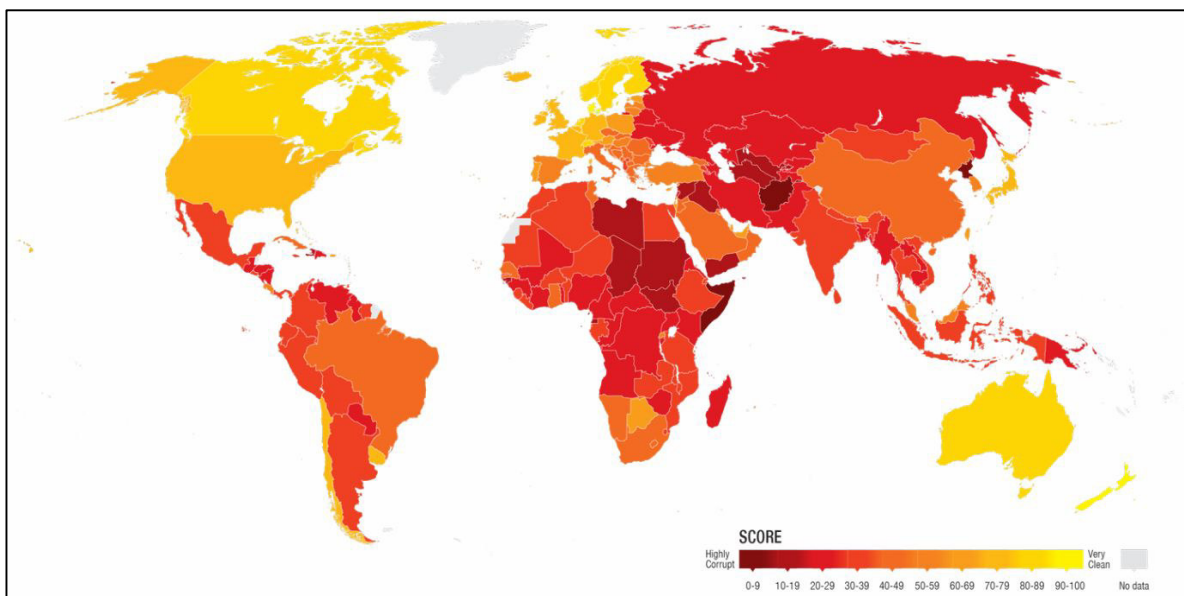 SCORE
Highly
Corrupt
Very
Clean
0-9 10-19 20-29 30-39 40-49 50-59 60-69 70-79 80-89 90-100 No data